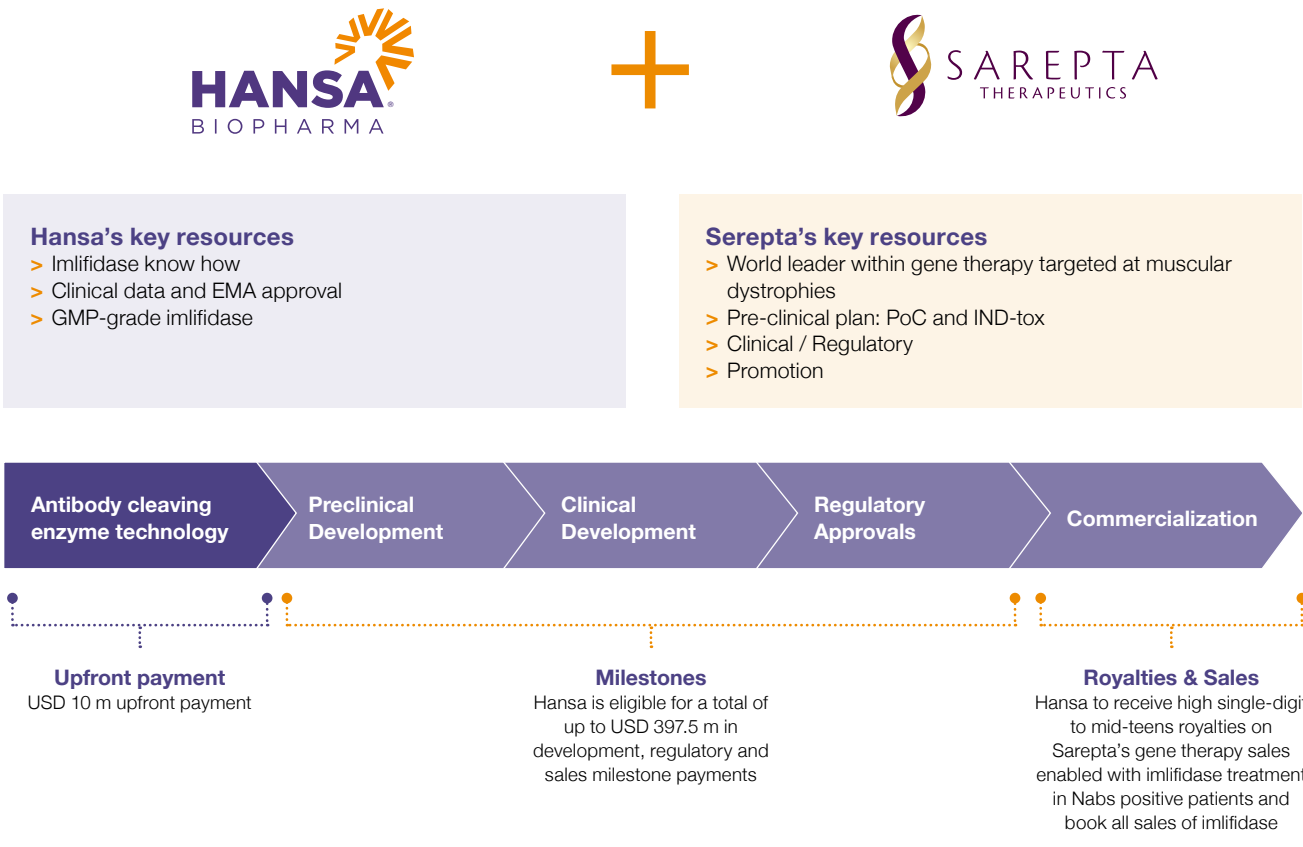 HANSA®
BIOPHARMA
+
SAREPTA
THERAPEUTICS
Hansa's key resources
> Imlifidase know how
> Clinical data and EMA approval
> GMP-grade imlifidase
Serepta's key resources
> World leader within gene therapy targeted at muscular
dystrophies
> Pre-clinical plan: PoC and IND-tox
> Clinical / Regulatory
> Promotion
Antibody cleaving
enzyme technology
Preclinical
Development
Clinical
Development
Regulatory
Approvals
Commercialization
Upfront payment
USD 10 m upfront payment
Milestones
Hansa is eligible for a total of
up to USD 397.5 m in
development, regulatory and
sales milestone payments
Royalties & Sales
Hansa to receive high single-digit
to mid-teens royalties on
Sarepta's gene therapy sales
enabled with imlifidase treatment
in Nabs positive patients and
book all sales of imlifidase